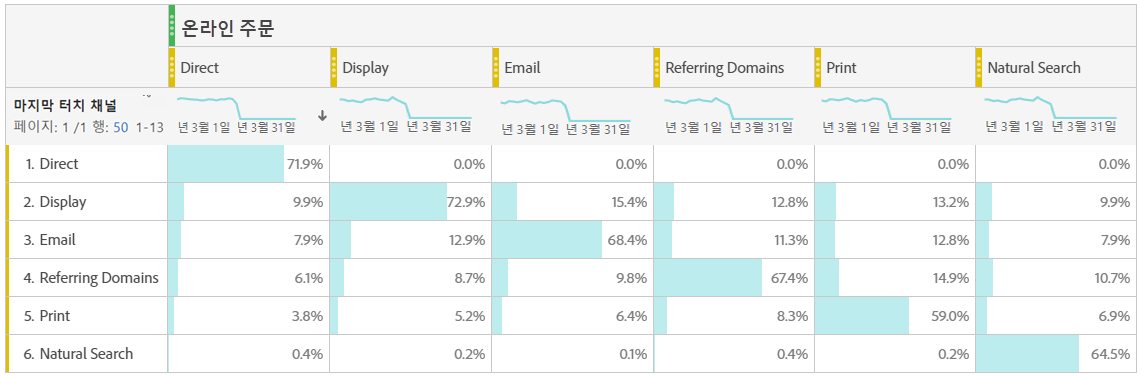 온라인 주문
Direct Display Email Referring Domains Print Natural Search
마지막 터치 채널
페이지: 1 /1 행: 50 1-13
년 3월 1일 년 3월 31일 년 3월 1일 년 3월 31일 년 3월 1일 년 3월 31일 년 3월 1일 년 3월 31일 년 3월 1일 년 3월 31일 년 3월 1일 년 3월 31일
1. Direct 71.9% 0.0% 0.0% 0.0% 0.0% 0.0%
2. Display 9.9% 72.9% 15.4% 12.8% 13.2% 9.9%
3. Email 7.9% 12.9% 68.4% 11.3% 12.8% 7.9%
4. Referring Domains 6.1% 8.7% 9.8% 67.4% 14.9% 10.7%
5. Print 3.8% 5.2% 6.4% 8.3% 59.0% 6.9%
6. Natural Search 0.4% 0.2% 0.1% 0.4% 0.2% 64.5%